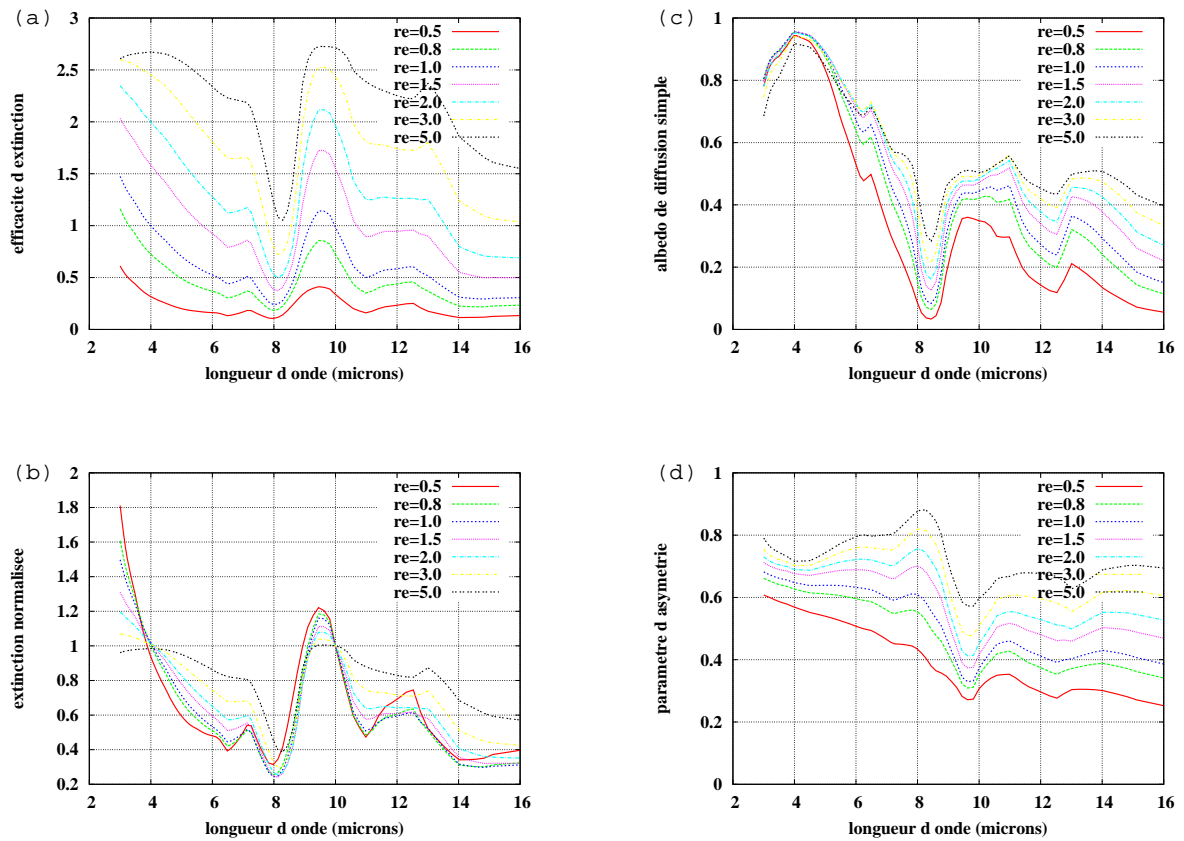 (a)
3
2.5
2
1.5
1
0.5
0
2 4 6 8 10 12 14 16
efficacite d extinction
longueur d onde (microns)
re=0.5
re=0.8
re=1.0
re=1.5
re=2.0
re=3.0
re=5.0
(c)
1
0.8
0.6
0.4
0.2
0
2 4 6 8 10 12 14 16
albedo de diffusion simple
longueur d onde (microns)
re=0.5
re=0.8
re=1.0
re=1.5
re=2.0
re=3.0
re=5.0
(b)
2
1.8
1.6
1.4
1.2
1
0.8
0.6
0.4
0.2
2 4 6 8 10 12 14 16
extinction normalisee
longueur d onde (microns)
re=0.5
re=0.8
re=1.0
re=1.5
re=2.0
re=3.0
re=5.0
(d)
1
0.8
0.6
0.4
0.2
0
2 4 6 8 10 12 14 16
parametre d asymetrie
longueur d onde (microns)
re=0.5
re=0.8
re=1.0
re=1.5
re=2.0
re=3.0
re=5.0